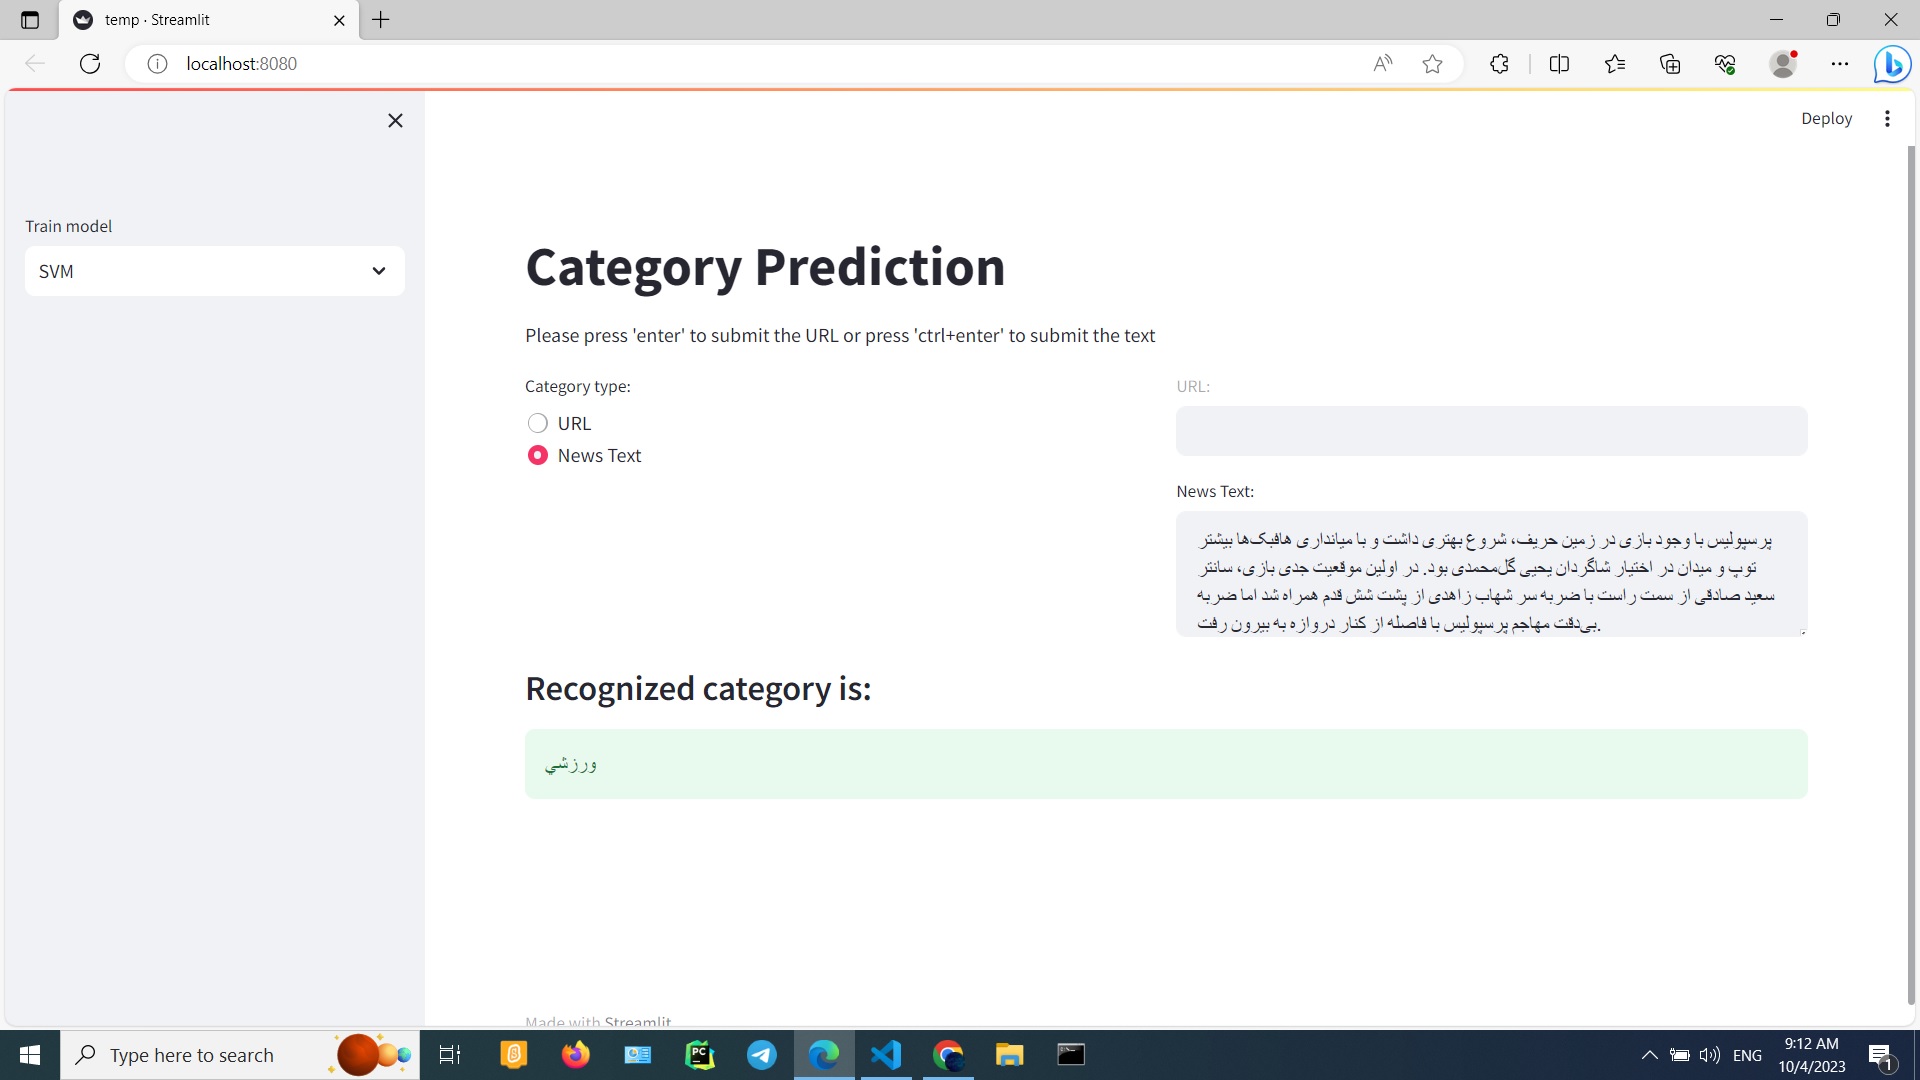 temp · Streamlit
localhost:8080
Deploy
Train model
SVM
Category Prediction
Please press 'enter' to submit the URL or press 'ctrl+enter' to submit the text
Category type:
URL
News Text
URL:
News Text:
پرسپولیس با وجود بازی در زمین حریف، شروع بهتری داشت و با میانداری هافبک‌ها بیشتر
توپ و میدان در اختیار شاگردان یحیی گل‌محمدی بود. در اولین موقعیت جدی بازی، سانتر
سعید صادقی از سمت راست با ضربه سر شهاب زاهدی از پشت شش قدم همراه شد اما ضربه
بی‌دقت مهاجم پرسپولیس با فاصله از کنار دروازه به بیرون رفت.
Recognized category is:
ورزشي
Made with Streamlit
Type here to search
PC
ENG
9:12 AM
10/4/2023
1